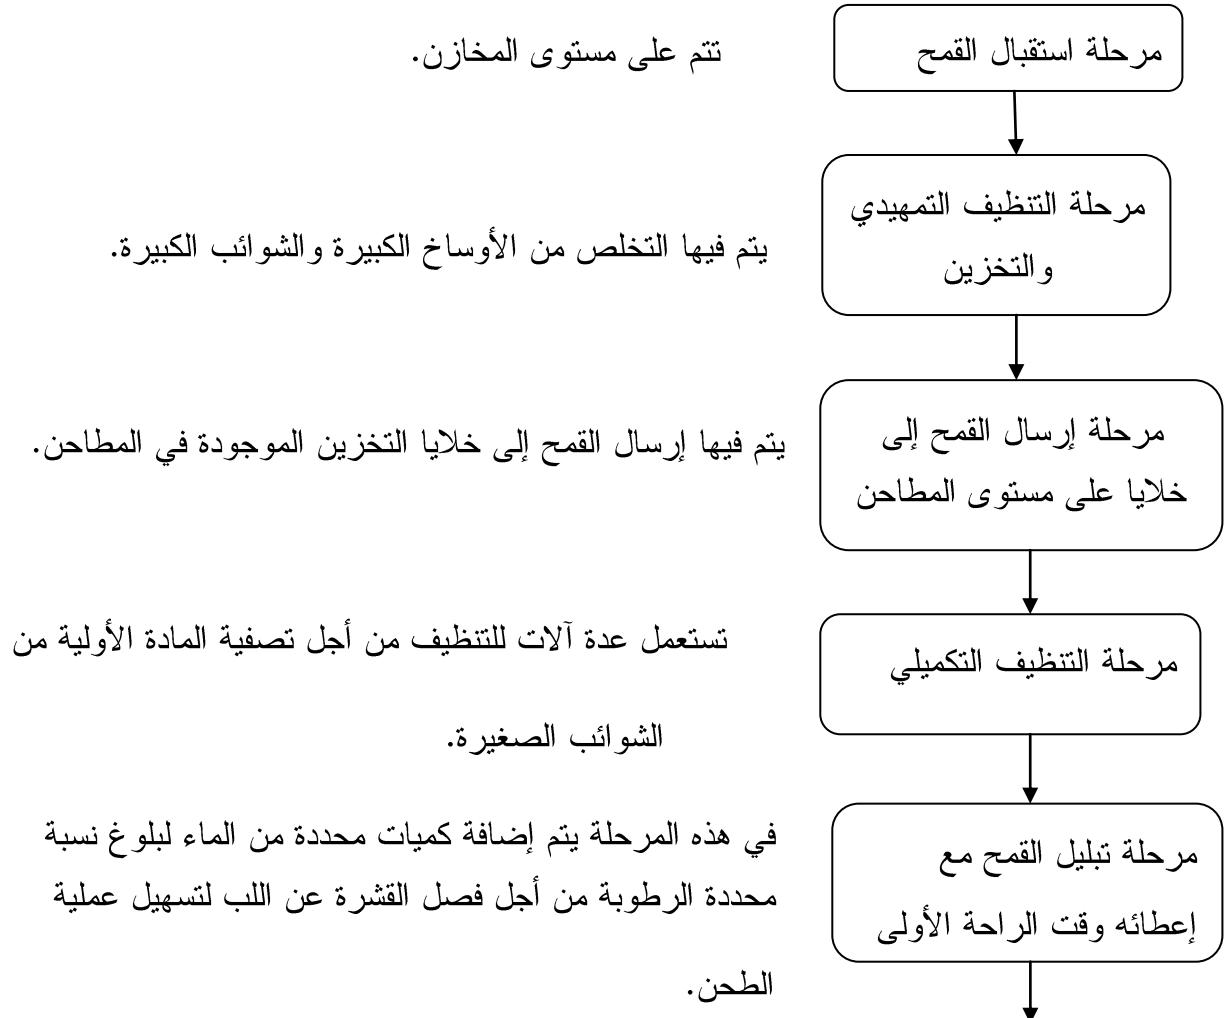 مرحلة استقبال القمح
تتم على مستوى المخازن.
مرحلة التنظيف التمهيدي
والتخزين
يتم فيها التخلص من الأوساخ الكبيرة والشوائب الكبيرة.
مرحلة إرسال القمح إلى
خلايا على مستوى المطاحن
يتم فيها إرسال القمح إلى خلايا التخزين الموجودة في المطاحن.
مرحلة التنظيف التكميلي
تستعمل عدة آلات للتنظيف من أجل تصفية المادة الأولية من
الشوائب الصغيرة.
مرحلة تبليل القمح مع
إعطائه وقت الراحة الأولى
في هذه المرحلة يتم إضافة كميات محددة من الماء لبلوغ نسبة
محددة الرطوبة من أجل فصل القشرة عن اللب لتسهيل عملية
الطحن.